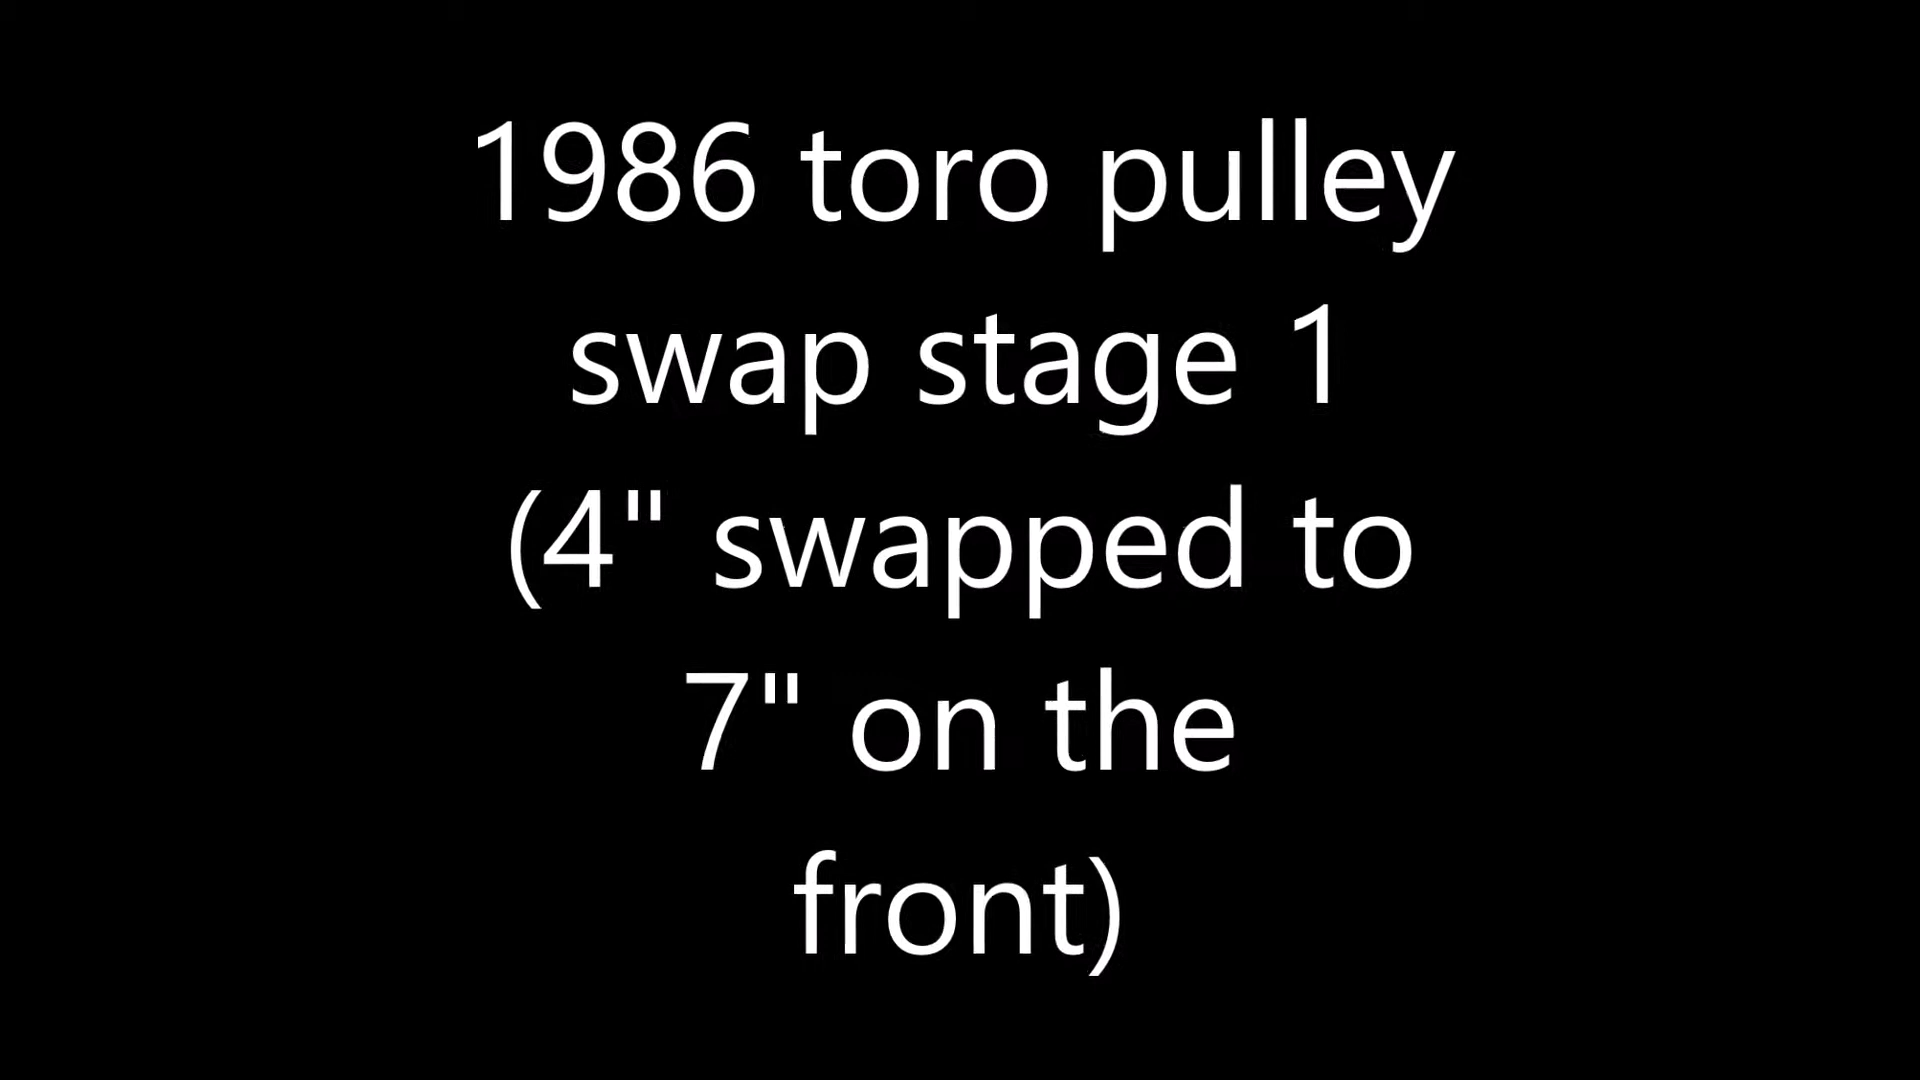 1986 toro pulley
swap stage 1
(4" swapped to
7" on the
front)